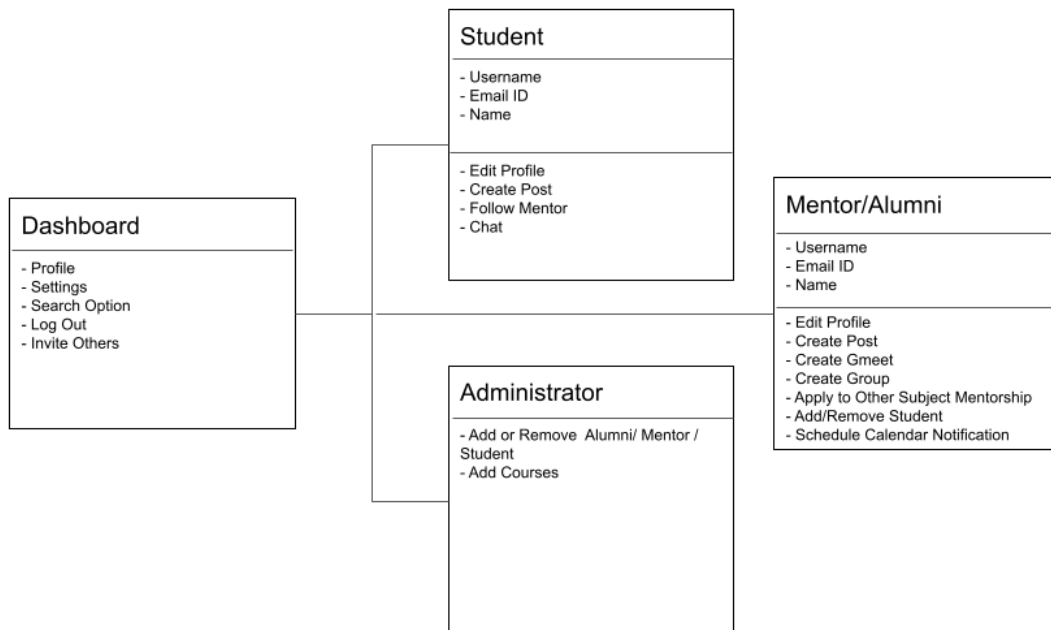 Student
- Username
- Email ID
- Name
- Edit Profile
- Create Post
- Follow Mentor
- Chat
Dashboard
- Profile
- Settings
- Search Option
- Log Out
- Invite Others
Mentor/Alumni
- Username
- Email ID
- Name
- Edit Profile
- Create Post
- Create Gmeet
- Create Group
- Apply to Other Subject Mentorship
- Add/Remove Student
- Schedule Calendar Notification
Administrator
- Add or Remove Alumni/ Mentor /
Student
- Add Courses